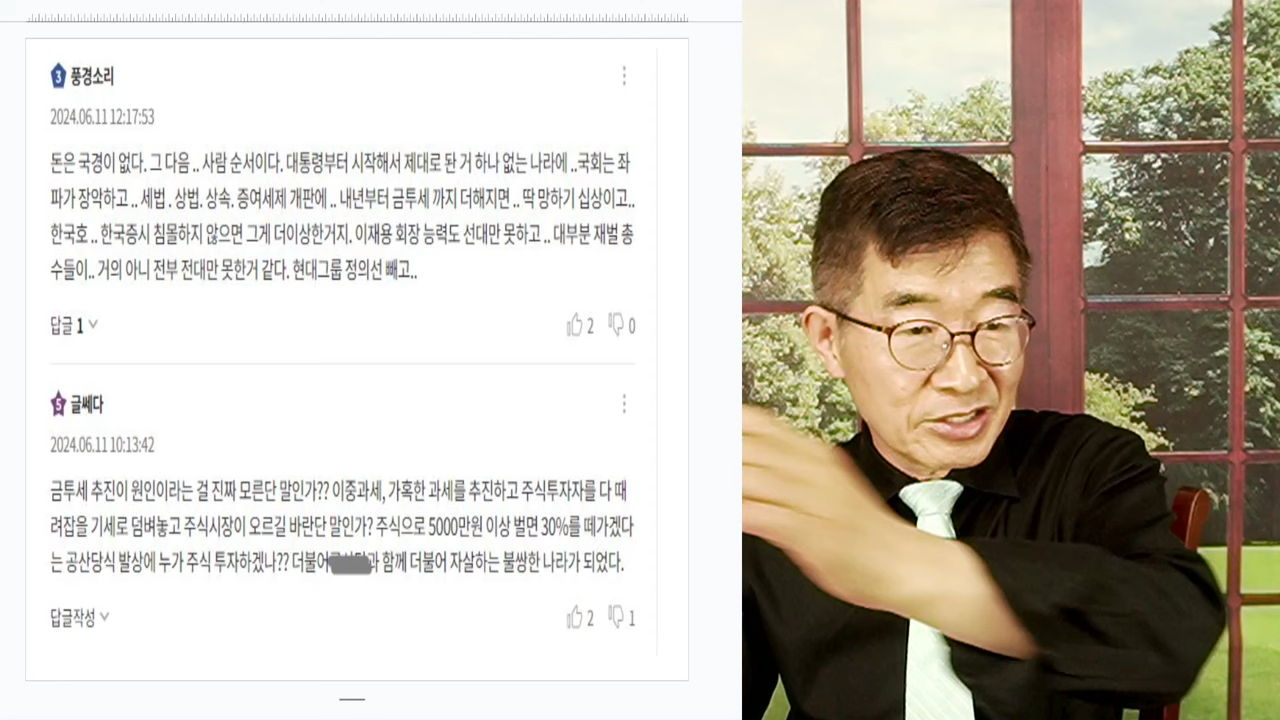 3 풍경소리
2024.06.11 12:17:53
돈은 국경이 없다. 그 다음 .. 사람 순서이다. 대통령부터 시작해서 제대로 돤 거 하나 없는 나라에 ..국회는 좌
파가 장악하고 .. 세법 . 상법. 상속. 증여세제 개판에 .. 내년부터 금투세 까지 더해지면 .. 딱 망하기 십상이고..
한국호 .. 한국증시 침몰하지 않으면 그게 더이상한거지. 이재용 회장 능력도 선대만 못하고 .. 대부분 재벌 총
수들이.. 거의 아니 전부 전대만 못한거 같다. 현대그룹 정의선 빼고..
답글 1
2 0
5 글쎄다
2024.06.11 10:13:42
금투세 추진이 원인이라는 걸 진짜 모른단 말인가?? 이중과세, 가혹한 과세를 추진하고 주식투자자를 다 때
려잡을 기세로 덤벼놓고 주식시장이 오르길 바란단 말인가? 주식으로 5000만원 이상 벌면 30%를 떼가겠다
는 공산당식 발상에 누가 주식 투자하겠나?? 더불어 함께 더불어 자살하는 불쌍한 나라가 되었다.
답글작성
2 1